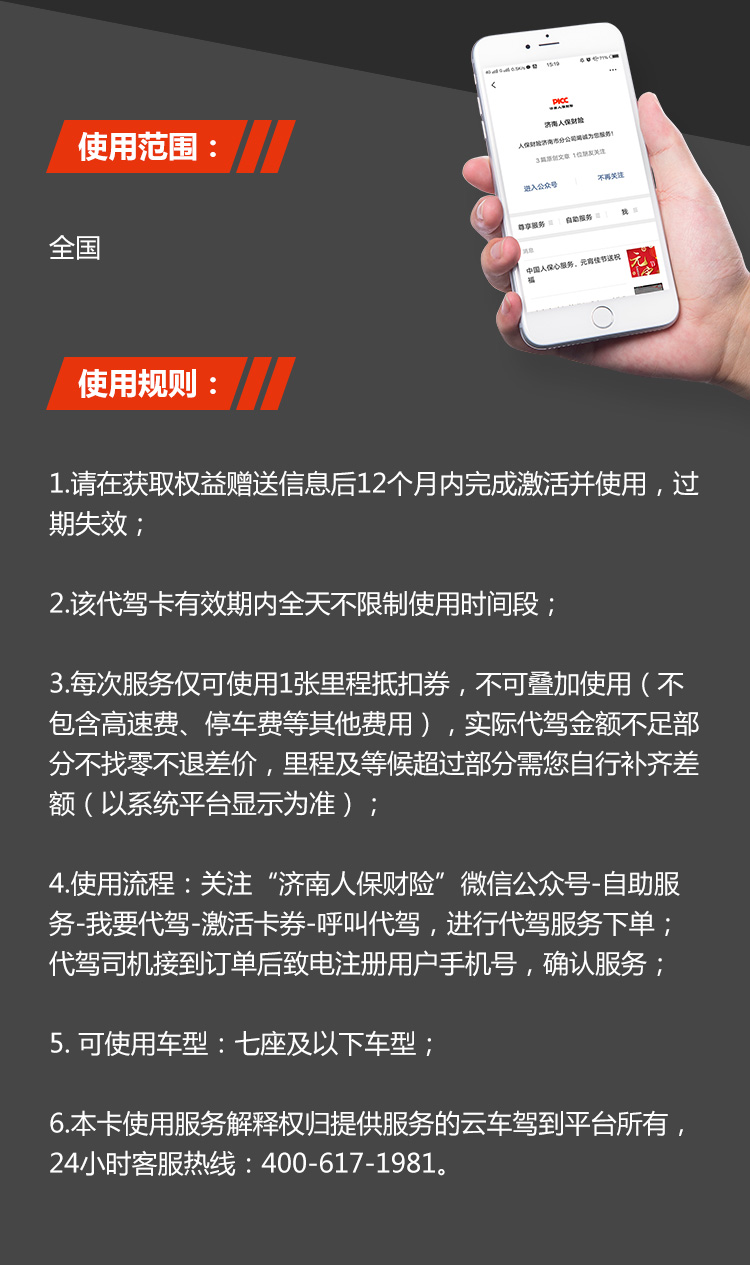 4G 0.5K/s 15:19 71%
PICC
济南人保财险
人保财险济南市分公司竭诚为您服务!
3篇原创文章 1位朋友关注
进入公众号 不再关注
尊享服务 自助服务 我
消息
中国人保心服务,元宵佳节送祝
福
元宵
使用范围:
全国
使用规则:
1.请在获取权益赠送信息后12个月内完成激活并使用,过
期失效;
2.该代驾卡有效期内全天不限制使用时间段;
3.每次服务仅可使用1张里程抵扣券,不可叠加使用(不
包含高速费、停车费等其他费用),实际代驾金额不足部
分不找零不退差价,里程及等候超过部分需您自行补齐差
额(以系统平台显示为准);
4.使用流程:关注“济南人保财险”微信公众号-自助服
务-我要代驾-激活卡券-呼叫代驾,进行代驾服务下单;
代驾司机接到订单后致电注册用户手机号,确认服务;
5. 可使用车型:七座及以下车型;
6.本卡使用服务解释权归提供服务的云车驾到平台所有,
24小时客服热线:400-617-1981。